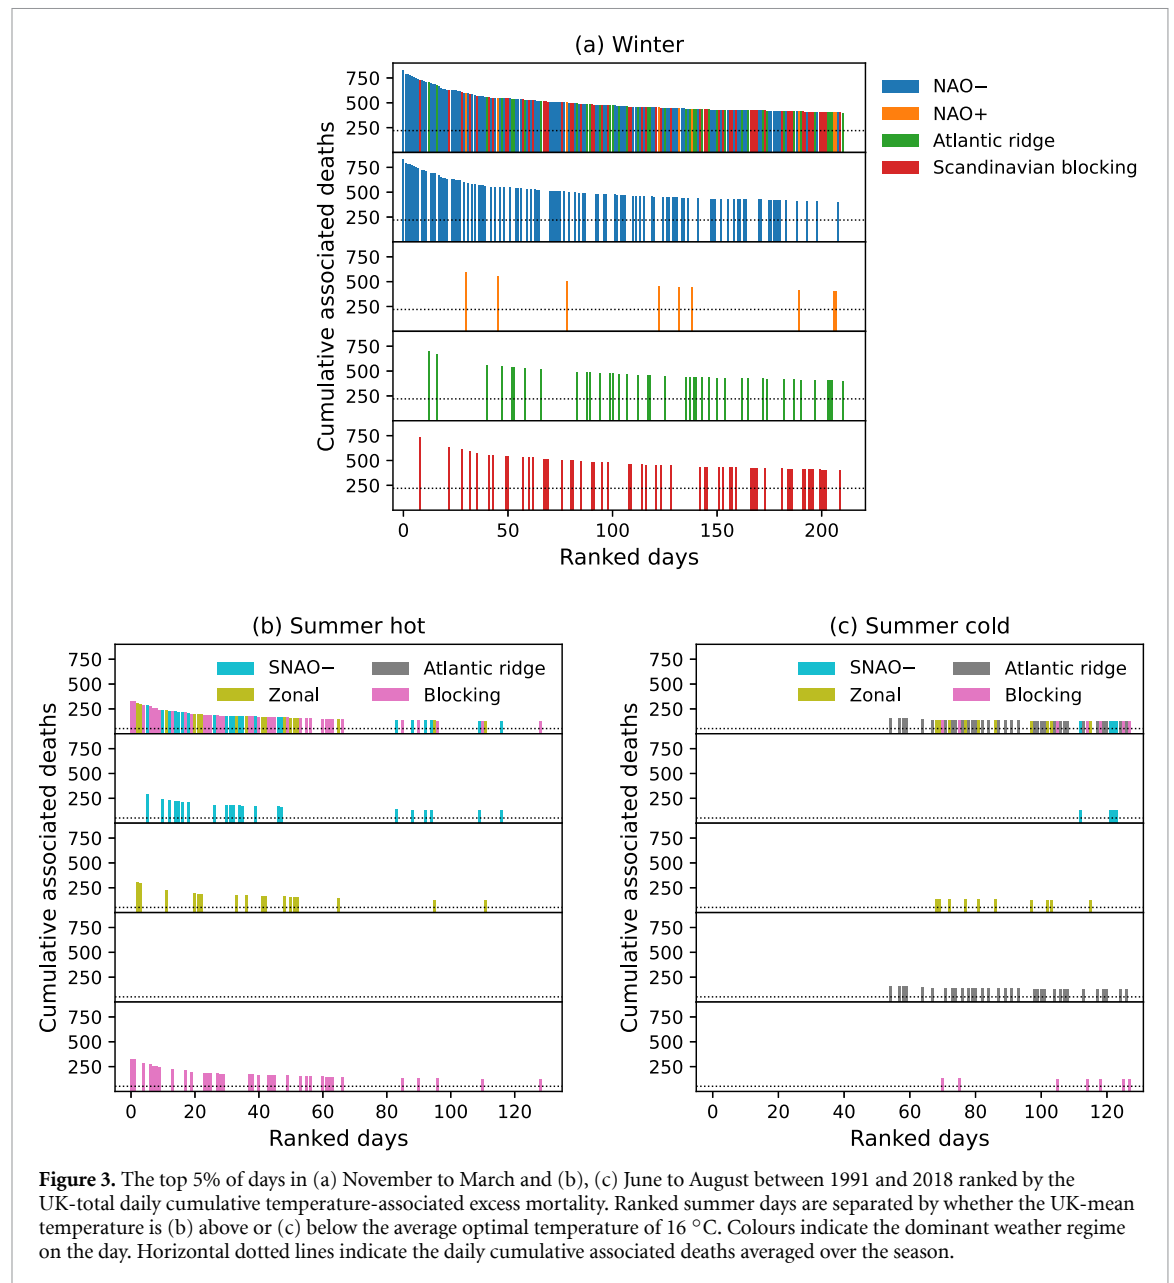 (a) Winter
Cumulative associated deaths
750
500
250
750
500
250
750
500
250
750
500
250
750
500
250
0 50 100 150 200
Ranked days
NAO−
NAO+
Atlantic ridge
Scandinavian blocking
(b) Summer hot
Cumulative associated deaths
SNAO− Atlantic ridge
Zonal Blocking
750
500
250
750
500
250
750
500
250
750
500
250
750
500
250
0 20 40 60 80 100 120
Ranked days
(c) Summer cold
Cumulative associated deaths
SNAO− Atlantic ridge
Zonal Blocking
750
500
250
750
500
250
750
500
250
750
500
250
750
500
250
0 20 40 60 80 100 120
Ranked days
Figure 3. The top 5% of days in (a) November to March and (b), (c) June to August between 1991 and 2018 ranked by the
UK-total daily cumulative temperature-associated excess mortality. Ranked summer days are separated by whether the UK-mean
temperature is (b) above or (c) below the average optimal temperature of 16 °C. Colours indicate the dominant weather regime
on the day. Horizontal dotted lines indicate the daily cumulative associated deaths averaged over the season.